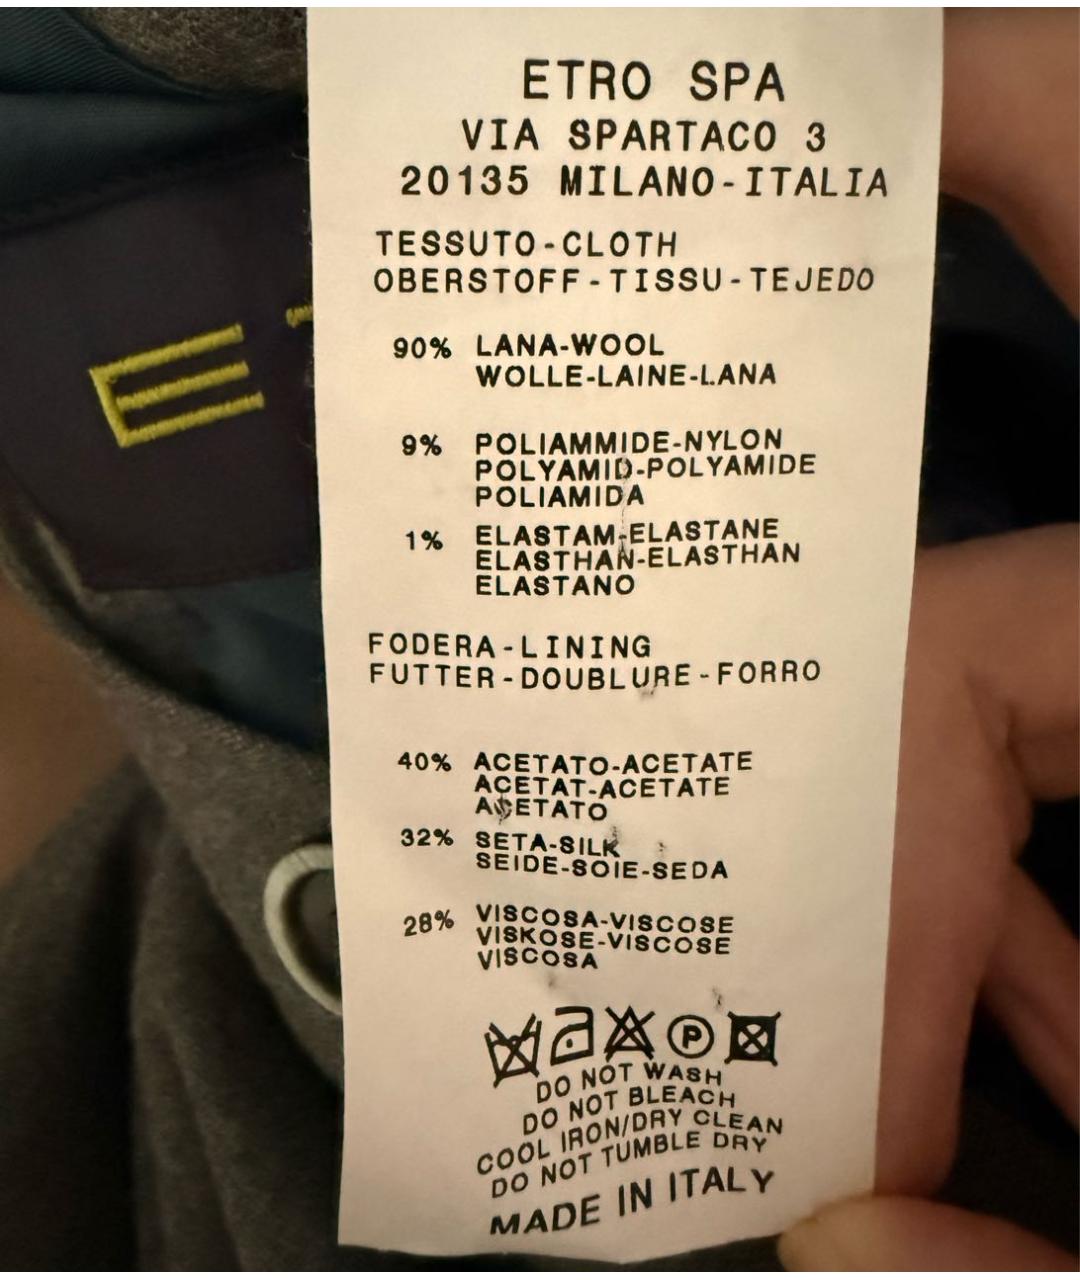 ETRO SPA
VIA SPARTACO 3
20135 MILANO-ITALIA
TESSUTO-CLOTH
OBERSTOFF-TISSU-TEJEDO
90% LANA-WOOL
WOLLE-LAINE-LANA
9% POLIAMMIDE-NYLON
POLYAMID-POLYAMIDE
POLIAMIDA
1% ELASTAM-ELASTANE
ELASTHAN-ELASTHAN
ELASTANO
FODERA-LINING
FUTTER-DOUBLURE-FORRO
40% ACETATO-ACETATE
ACETAT-ACETATE
ACETATO
32% SETA-SILK
SEIDE-SOIE-SEDA
28% VISCOSA-VISCOSE
VISKOSE-VISCOSE
VISCOSA
P
DO NOT WASH
DO NOT BLEACH
COOL IRON/DRY CLEAN
DO NOT TUMBLE DRY
MADE IN ITALY
E